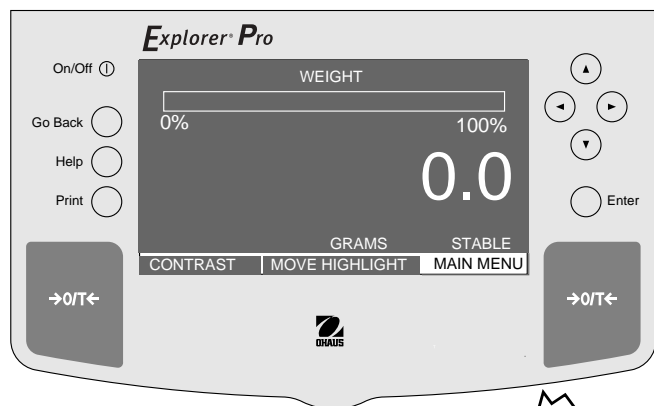 Explorer® Pro
On/Off
WEIGHT
0% 100%
Go Back
Help
Print
0.0
Enter
GRAMS STABLE
CONTRAST MOVE HIGHLIGHT MAIN MENU
→0/T← →0/T←
OHAUS